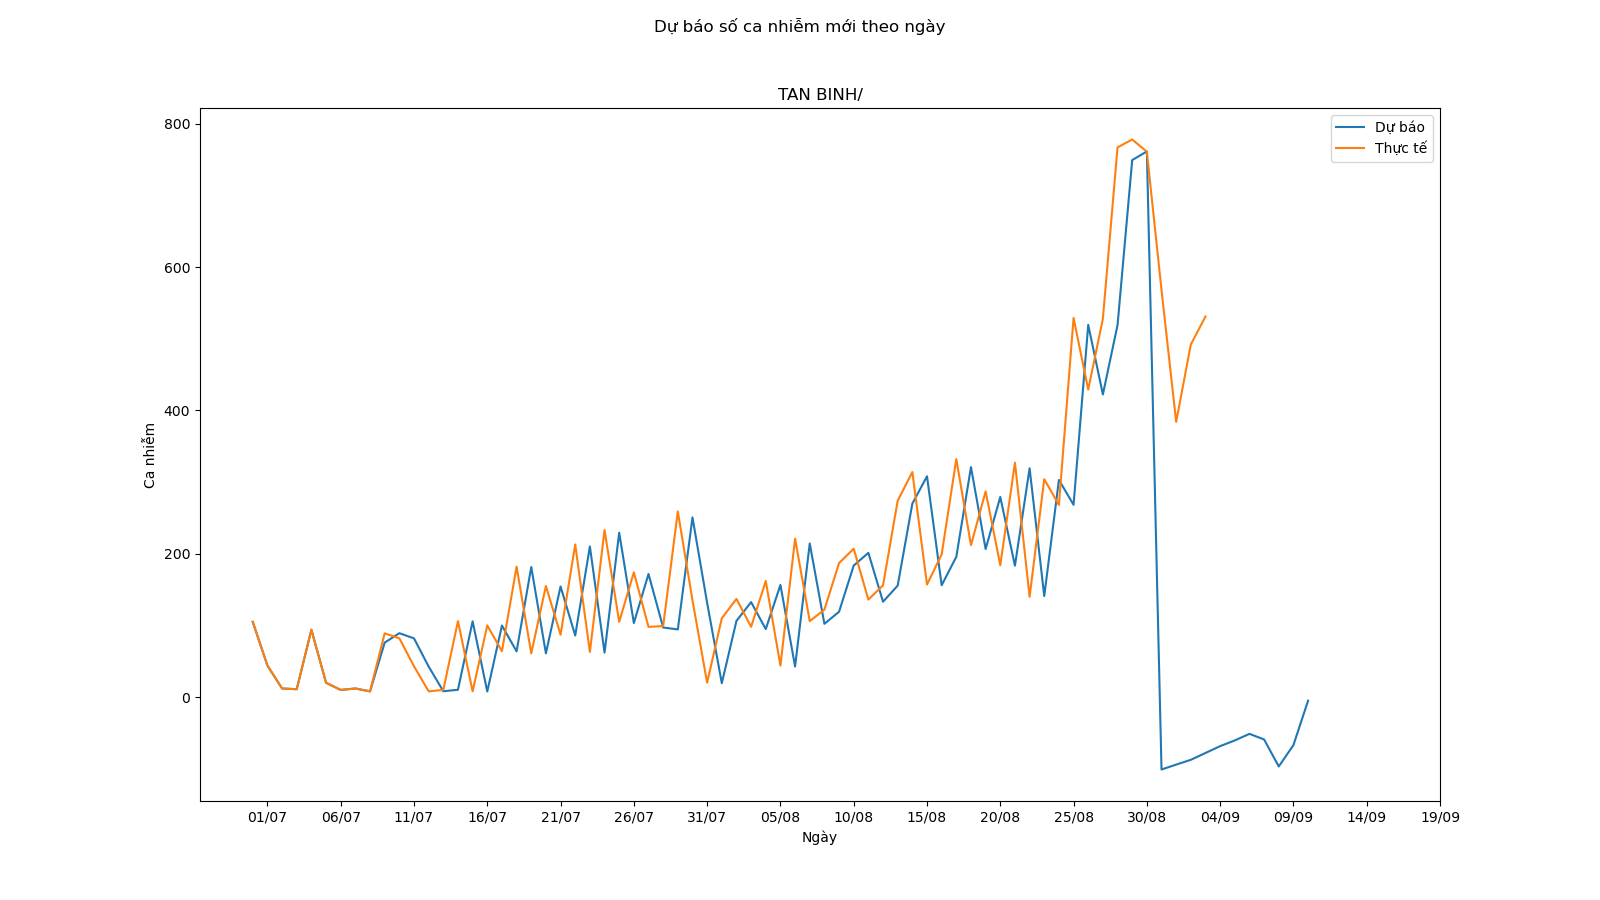 Dự báo số ca nhiễm mới theo ngày
TAN BINH/
Dự báo
Thực tế
800
600
400
200
0
Ca nhiễm
01/07 06/07 11/07 16/07 21/07 26/07 31/07 05/08 10/08 15/08 20/08 25/08 30/08 04/09 09/09 14/09 19/09
Ngày